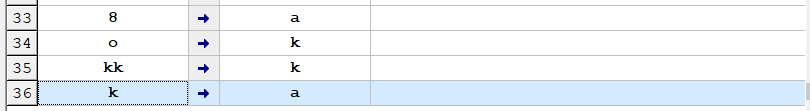 33 8 → a
34 o → k
35 kk → k
36 k → a